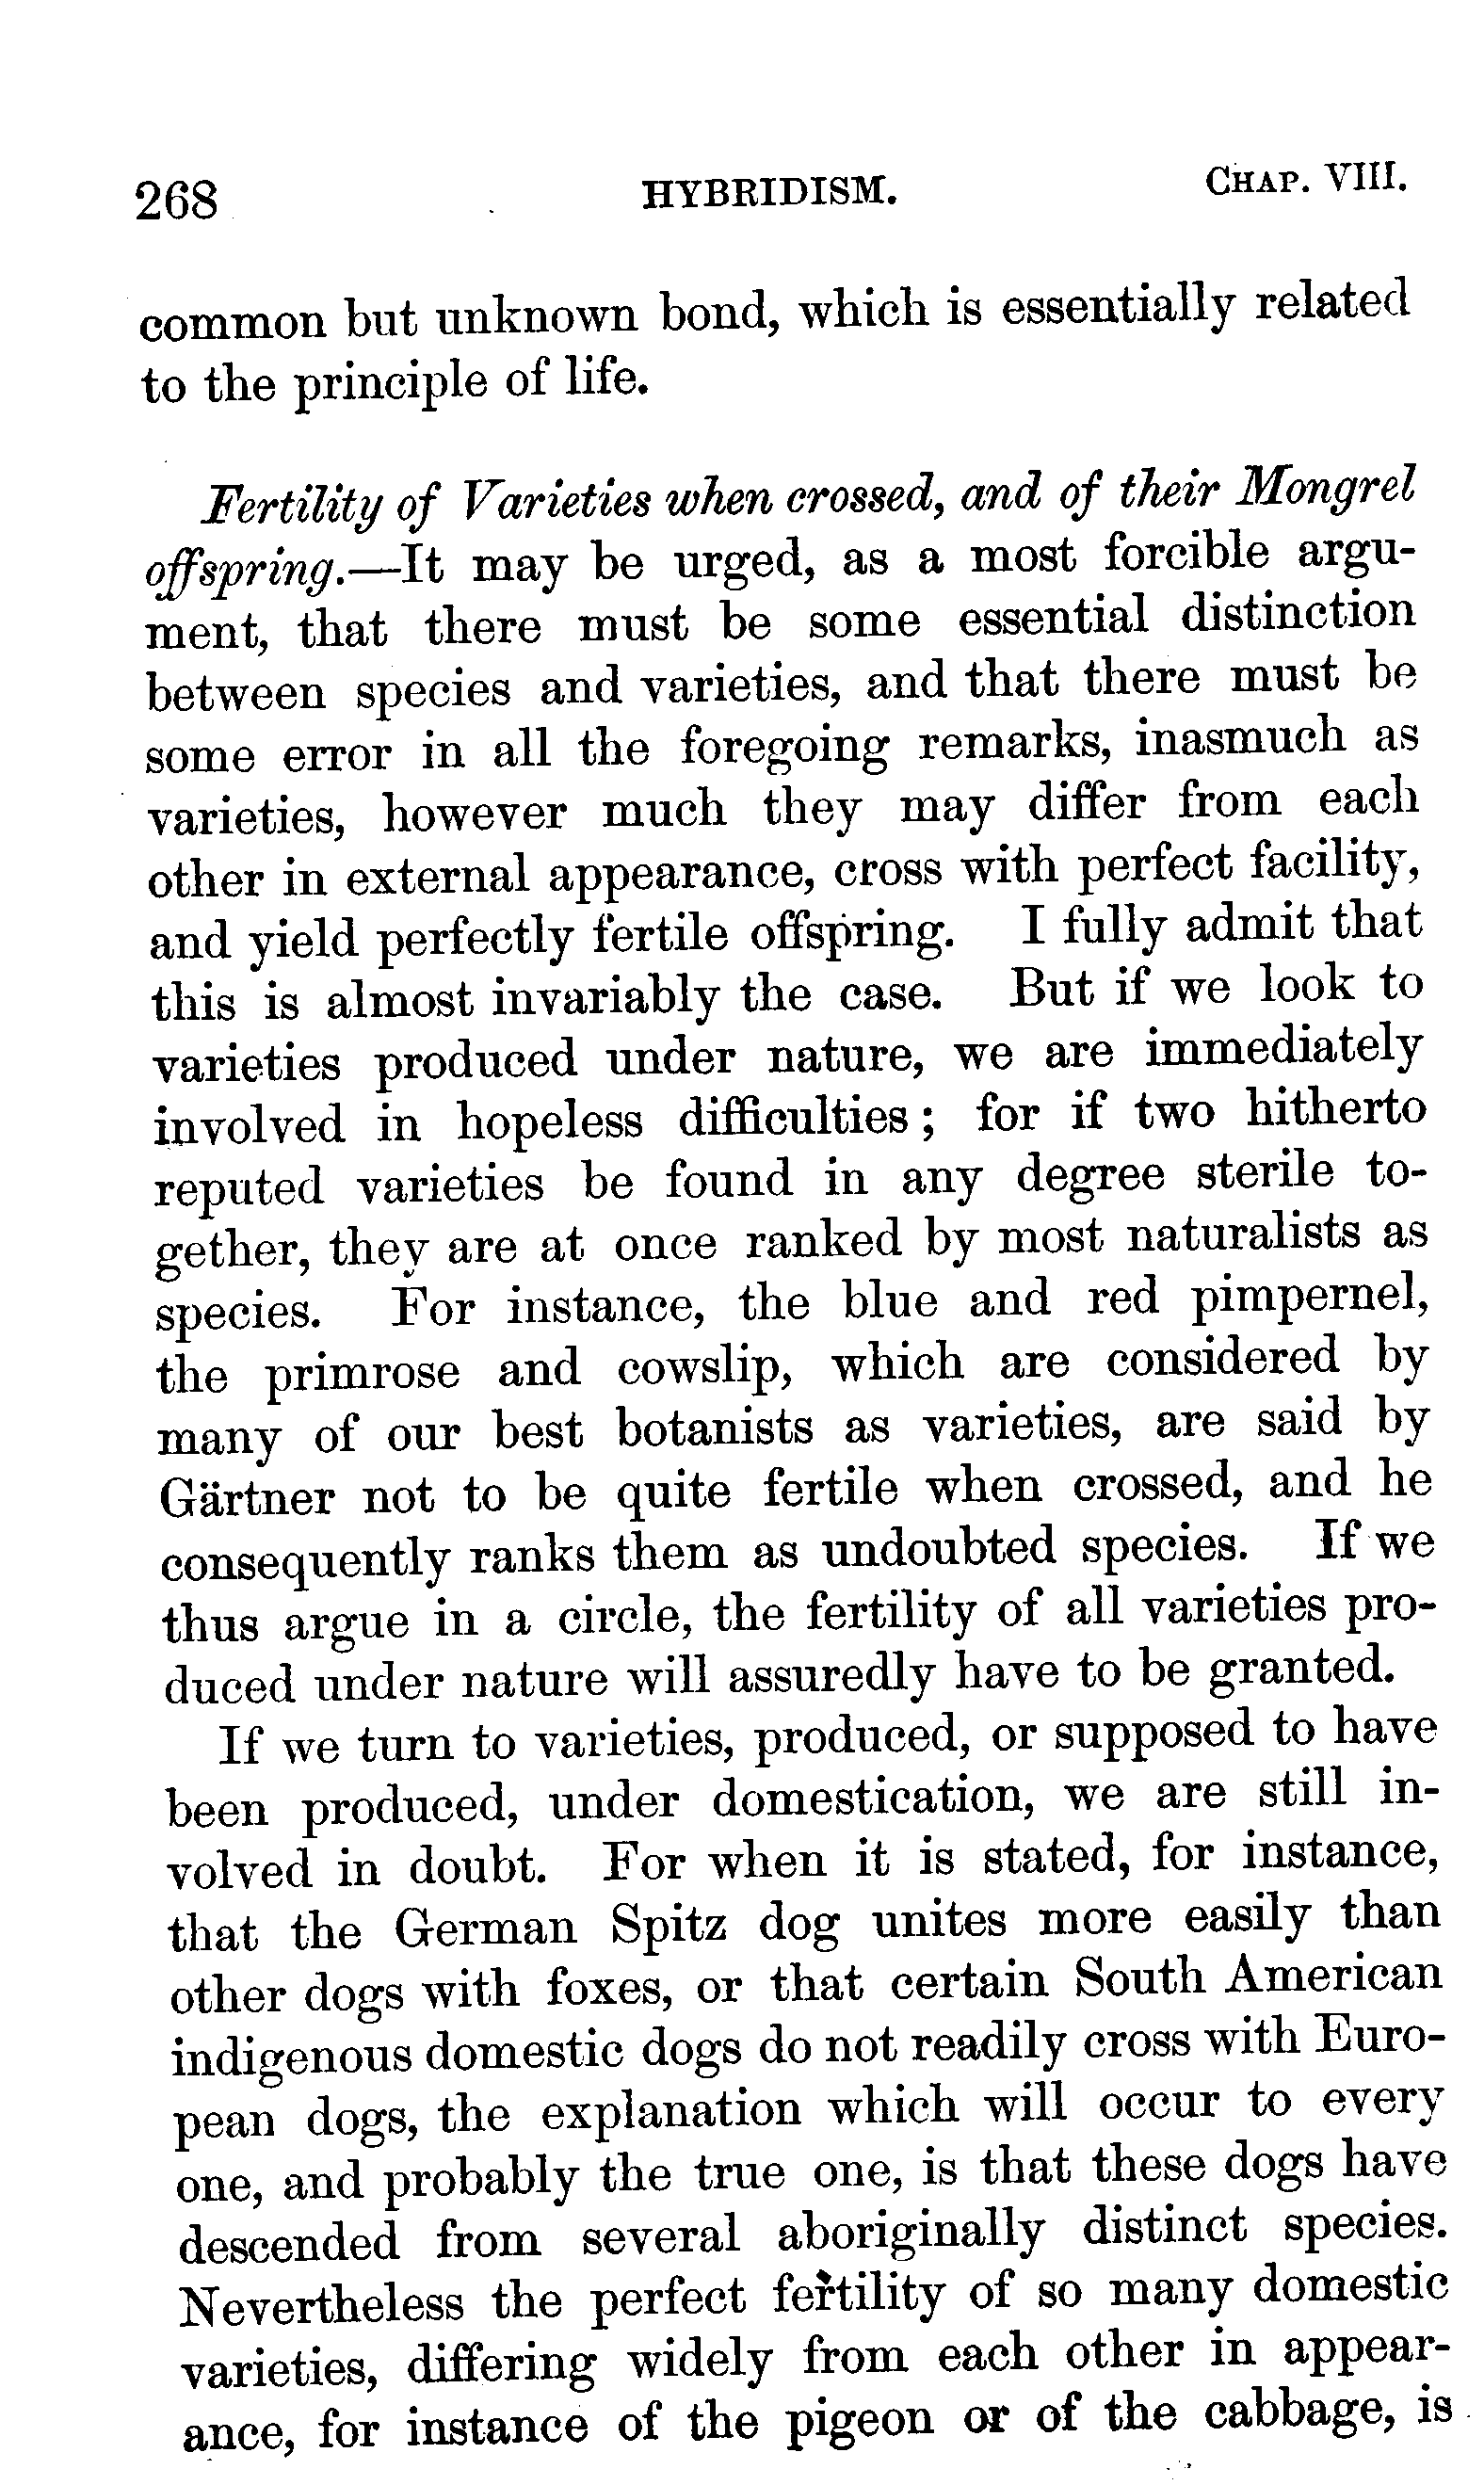 268 HYBRIDISM. CHAP. VIII.
common but unknown bond, which is essentially related
to the principle of life.
Fertility of Varieties when crossed, and of their Mongrel
offspring.—It may be urged, as a most forcible argu-
ment, that there must be some essential distinction
between species and varieties, and that there must be
some error in all the foregoing remarks, inasmuch as
varieties, however much they may differ from each
other in external appearance, cross with perfect facility,
and yield perfectly fertile offspring. I fully admit that
this is almost invariably the case. But if we look to
varieties produced under nature, we are immediately
involved in hopeless difficulties; for if two hitherto
reputed varieties be found in any degree sterile to-
gether, they are at once ranked by most naturalists as
species. For instance, the blue and red pimpernel,
the primrose and cowslip, which are considered by
many of our best botanists as varieties, are said by
Gärtner not to be quite fertile when crossed, and he
consequently ranks them as undoubted species. If we
thus argue in a circle, the fertility of all varieties pro-
duced under nature will assuredly have to be granted.
If we turn to varieties, produced, or supposed to have
been produced, under domestication, we are still in-
volved in doubt. For when it is stated, for instance,
that the German Spitz dog unites more easily than
other dogs with foxes, or that certain South American
indigenous domestic dogs do not readily cross with Euro-
pean dogs, the explanation which will occur to every
one, and probably the true one, is that these dogs have
descended from several aboriginally distinct species.
Nevertheless the perfect fertility of so many domestic
varieties, differing widely from each other in appear-
ance, for instance of the pigeon or of the cabbage, is